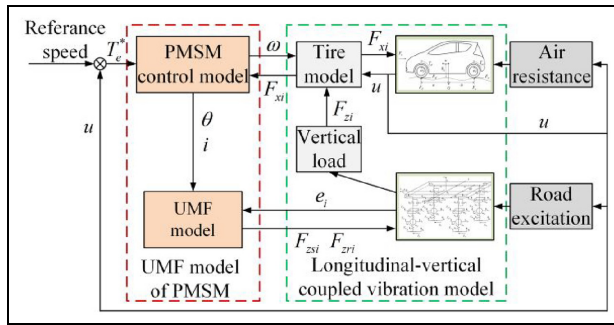 Referance
speed
T_e^*
PMSM
control model
ω
F_xi
Tire
model
F_xi
u
Air
resistance
u
θ
i
F_zi
Vertical
load
u
UMF
model
e_i
F_zsi F_zri
Road
excitation
UMF model
of PMSM
Longitudinal-vertical
coupled vibration model